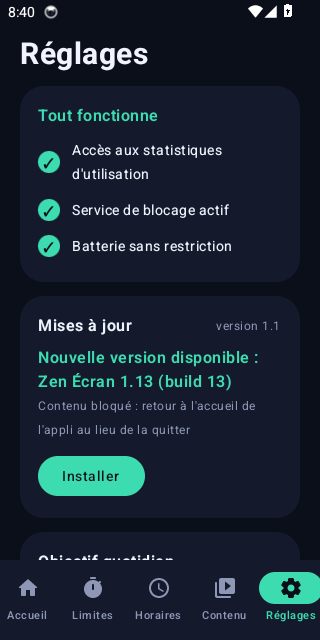 8:40
Réglages
Tout fonctionne
Accès aux statistiques
d'utilisation
Service de blocage actif
Batterie sans restriction
Mises à jour
version 1.1
Nouvelle version disponible :
Zen Écran 1.13 (build 13)
Contenu bloqué : retour à l'accueil de
l'appli au lieu de la quitter
Installer
Objectif quotidien
Accueil
Limites
Horaires
Contenu
Réglages